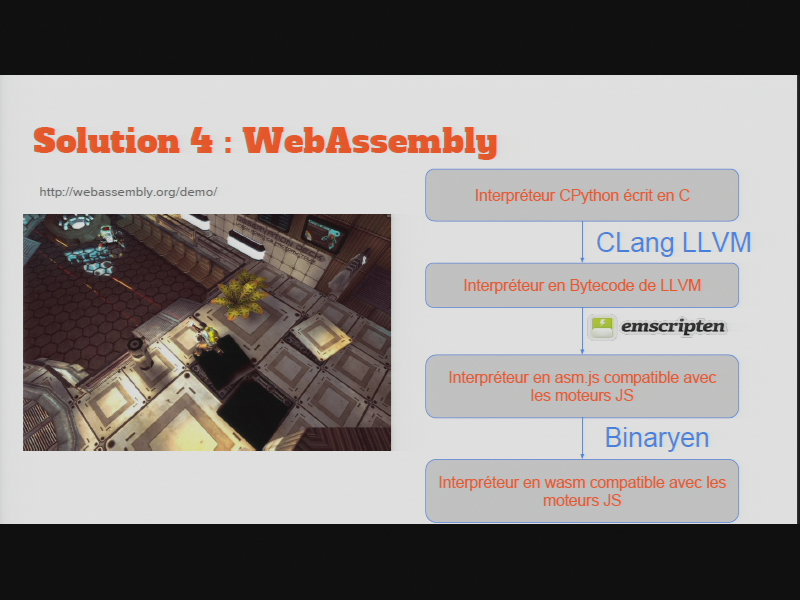 Solution 4 : WebAssembly
http://webassembly.org/demo/
Interpréteur CPython écrit en C
CLang LLVM
Interpréteur en Bytecode de LLVM
emscripten
Interpréteur en asm.js compatible avec
les moteurs JS
Binaryen
Interpréteur en wasm compatible avec les
moteurs JS